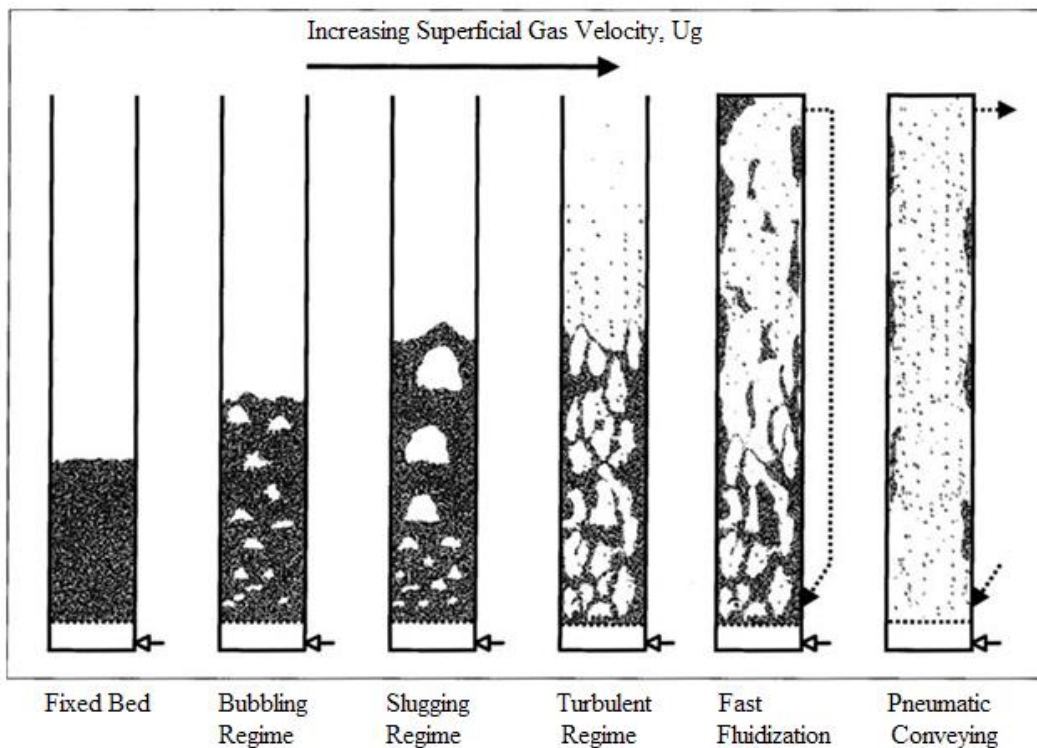 Increasing Superficial Gas Velocity, Ug
Fixed Bed
Bubbling
Regime
Slugging
Regime
Turbulent
Regime
Fast
Fluidization
Pneumatic
Conveying